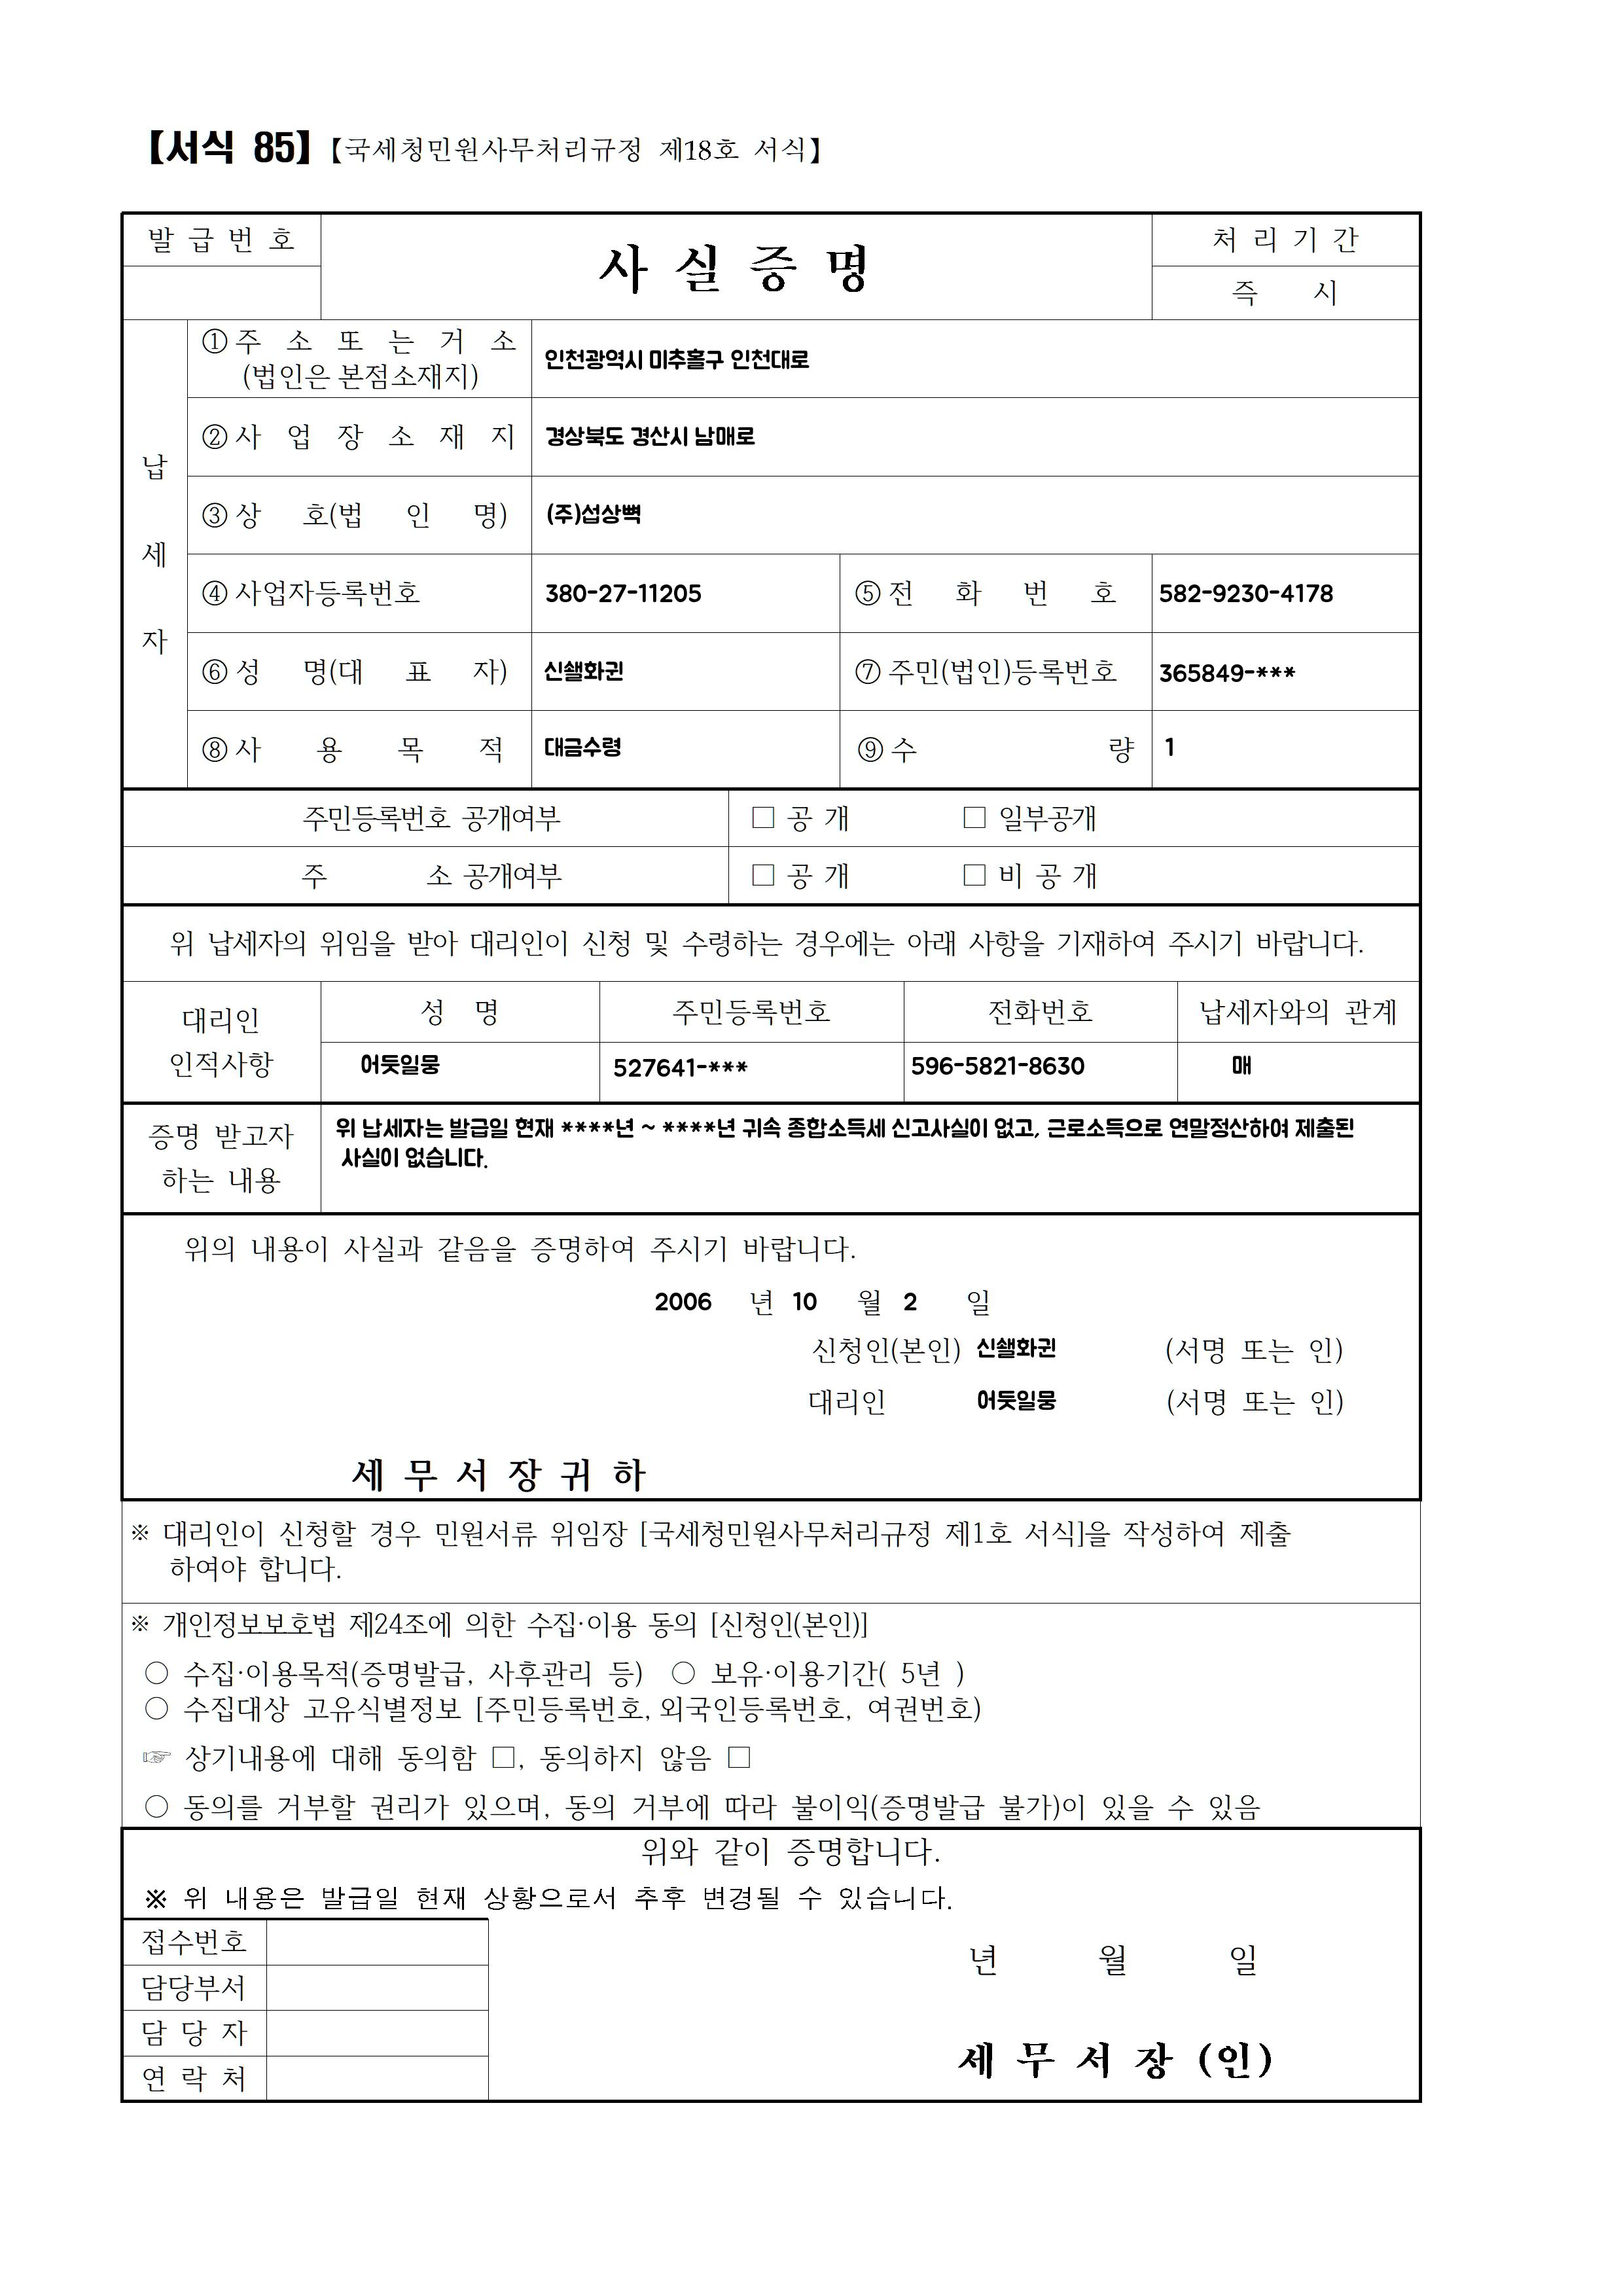 【서식 85】【국세청민원사무처리규정 제18호 서식】
발 급 번 호
사 실 증 명
처 리 기 간
즉 시
납 세 자
① 주 소 또 는 거 소
(법인은 본점소재지)
인천광역시 미추홀구 인천대로
② 사 업 장 소 재 지
경상북도 경산시 남매로
③ 상 호(법 인 명)
(주)섭상뼉
④ 사업자등록번호
380-27-11205
⑤ 전 화 번 호
582-9230-4178
⑥ 성 명(대 표 자)
신쇌화귄
⑦ 주민(법인)등록번호
365849-***
⑧ 사 용 목 적
대금수령
⑨ 수 량
1
주민등록번호 공개여부
□ 공 개 □ 일부공개
주 소 공개여부
□ 공 개 □ 비 공 개
위 납세자의 위임을 받아 대리인이 신청 및 수령하는 경우에는 아래 사항을 기재하여 주시기 바랍니다.
대리인
인적사항
성 명
주민등록번호
전화번호
납세자와의 관계
어둣일뭉
527641-***
596-5821-8630
매
증명 받고자
하는 내용
위 납세자는 발급일 현재 ****년 ~ ****년 귀속 종합소득세 신고사실이 없고, 근로소득으로 연말정산하여 제출된
사실이 없습니다.
위의 내용이 사실과 같음을 증명하여 주시기 바랍니다.
2006 년 10 월 2 일
신청인(본인) 신쇌화귄 (서명 또는 인)
대리인 어둣일뭉 (서명 또는 인)
세 무 서 장 귀 하
※ 대리인이 신청할 경우 민원서류 위임장 [국세청민원사무처리규정 제1호 서식]을 작성하여 제출
하여야 합니다.
※ 개인정보보호법 제24조에 의한 수집·이용 동의 [신청인(본인)]
○ 수집·이용목적(증명발급, 사후관리 등) ○ 보유·이용기간( 5년 )
○ 수집대상 고유식별정보 [주민등록번호, 외국인등록번호, 여권번호)
☞ 상기내용에 대해 동의함 □, 동의하지 않음 □
○ 동의를 거부할 권리가 있으며, 동의 거부에 따라 불이익(증명발급 불가)이 있을 수 있음
위와 같이 증명합니다.
※ 위 내용은 발급일 현재 상황으로서 추후 변경될 수 있습니다.
접수번호
담당부서
담 당 자
연 락 처
년 월 일
세 무 서 장 (인)